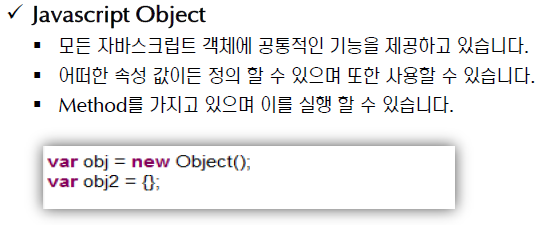 ✓ Javascript Object
▪ 모든 자바스크립트 객체에 공통적인 기능을 제공하고 있습니다.
▪ 어떠한 속성 값이든 정의 할 수 있으며 또한 사용할 수 있습니다.
▪ Method를 가지고 있으며 이를 실행 할 수 있습니다.
var obj = new Object();
var obj2 = {};